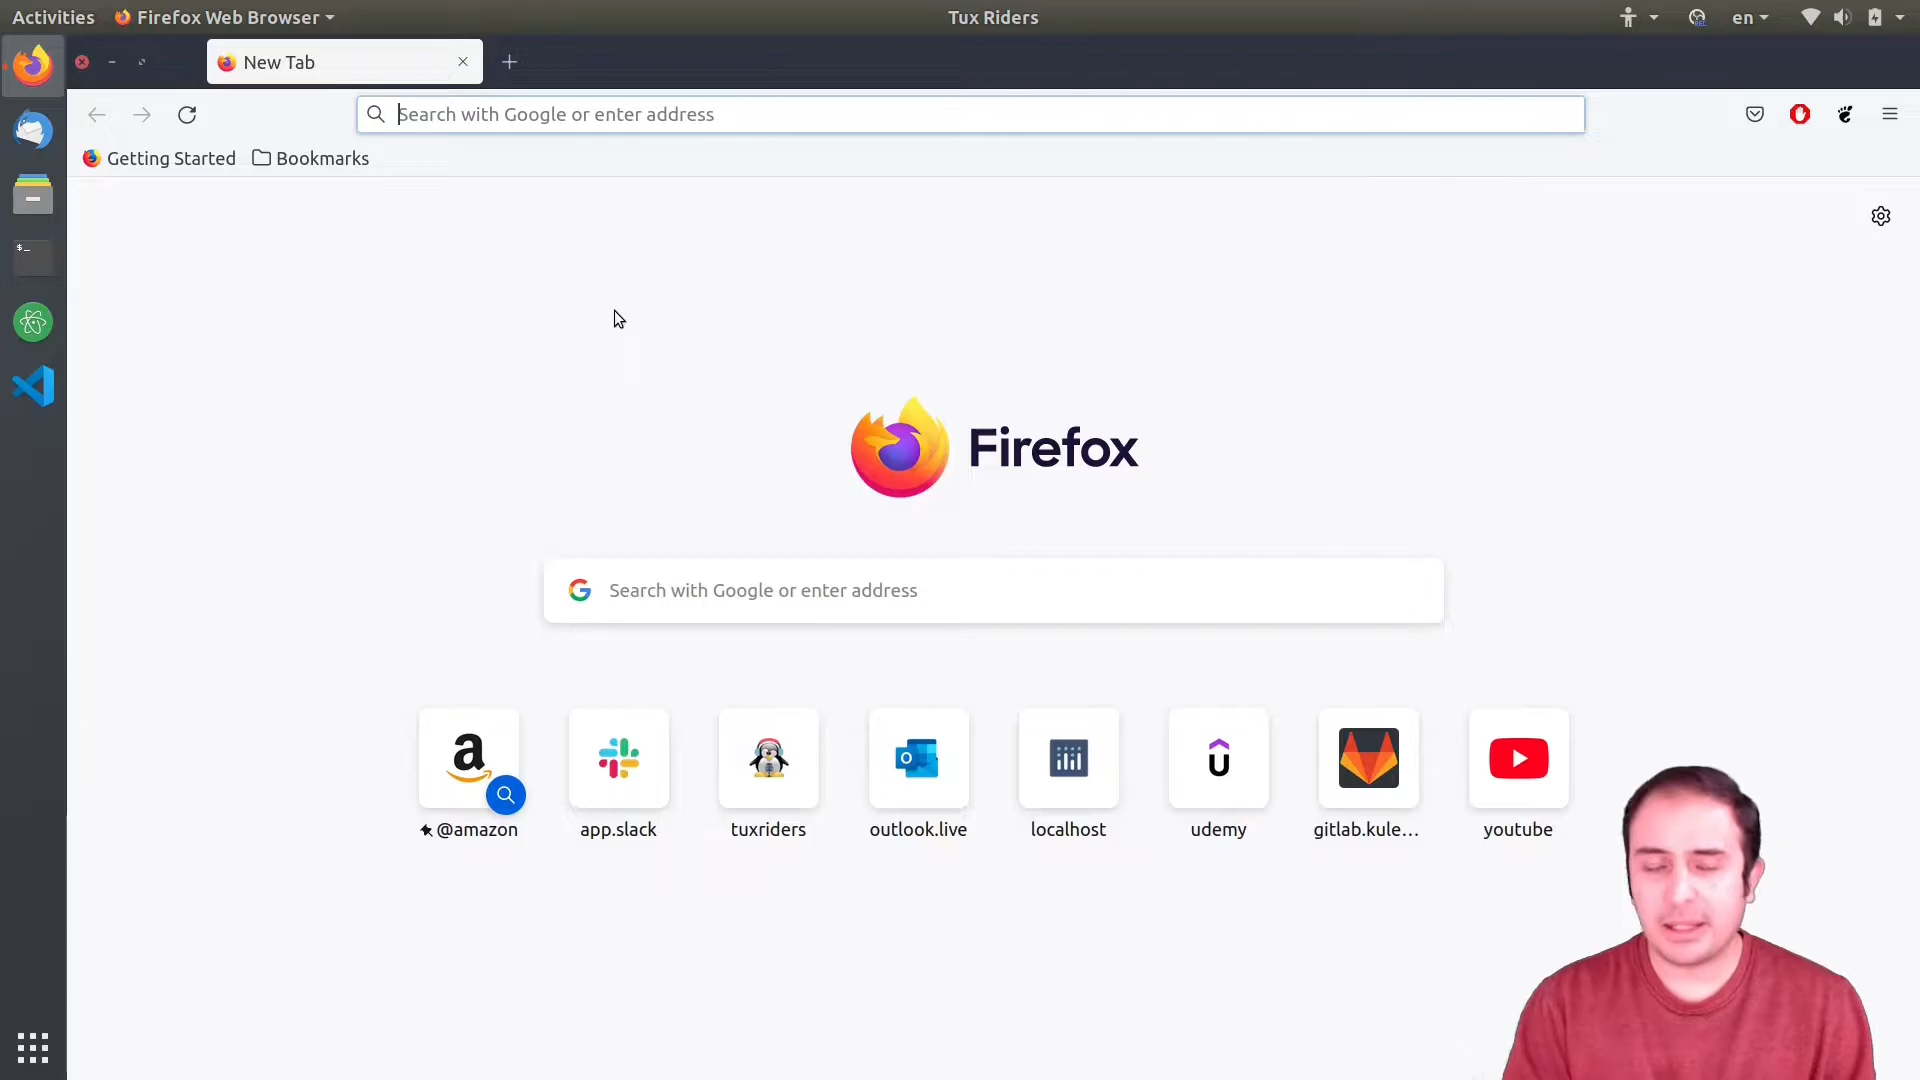 Activities Firefox Web Browser Tux Riders en
New Tab
Search with Google or enter address
Getting Started Bookmarks
$_
Firefox
Search with Google or enter address
@amazon app.slack tuxriders outlook.live localhost udemy gitlab.kule... youtube